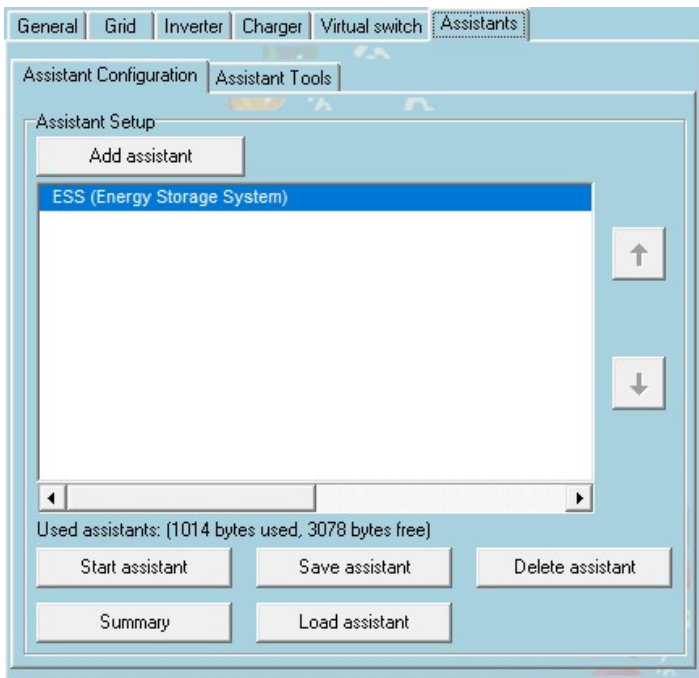 General Grid Inverter Charger Virtual switch Assistants
Assistant Configuration Assistant Tools
Assistant Setup
Add assistant
ESS (Energy Storage System)
Used assistants: (1014 bytes used, 3078 bytes free)
Start assistant Save assistant Delete assistant
Summary Load assistant